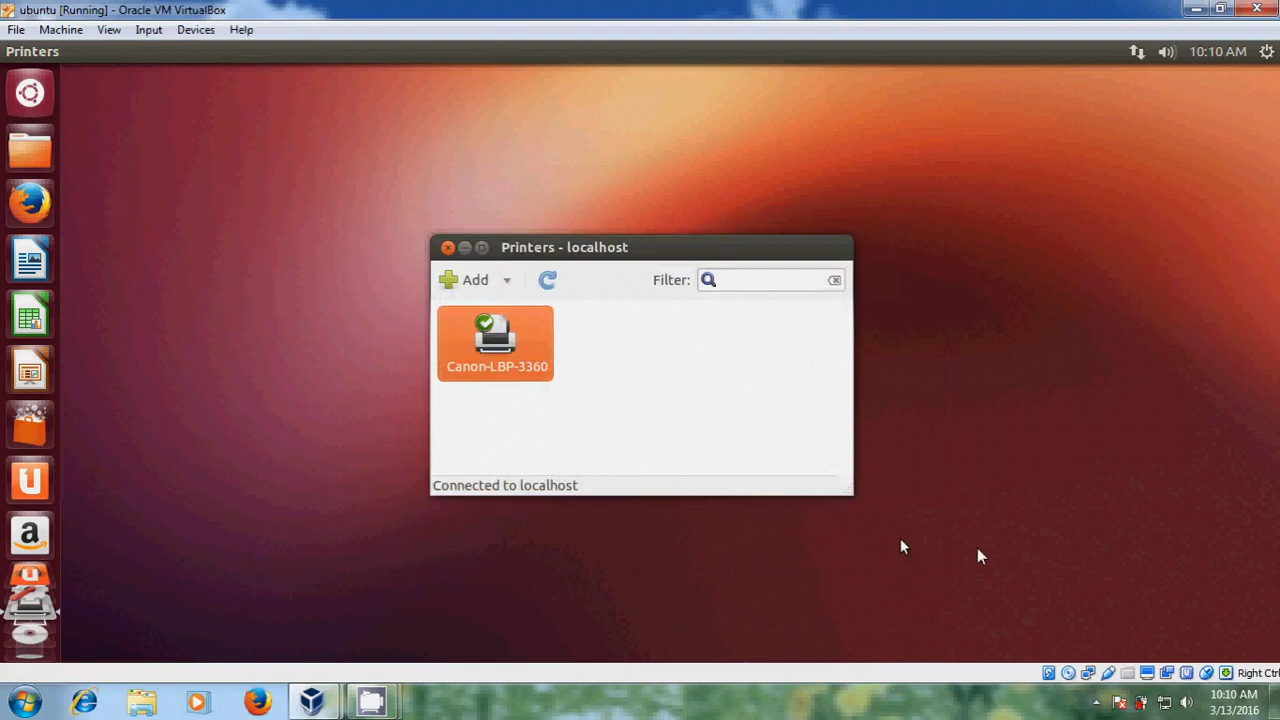 ubuntu [Running] - Oracle VM VirtualBox
File Machine View Input Devices Help
Printers
10:10 AM
Printers - localhost
Add
Filter:
Canon-LBP-3360
Connected to localhost
Right Ctrl
10:10 AM
3/13/2016